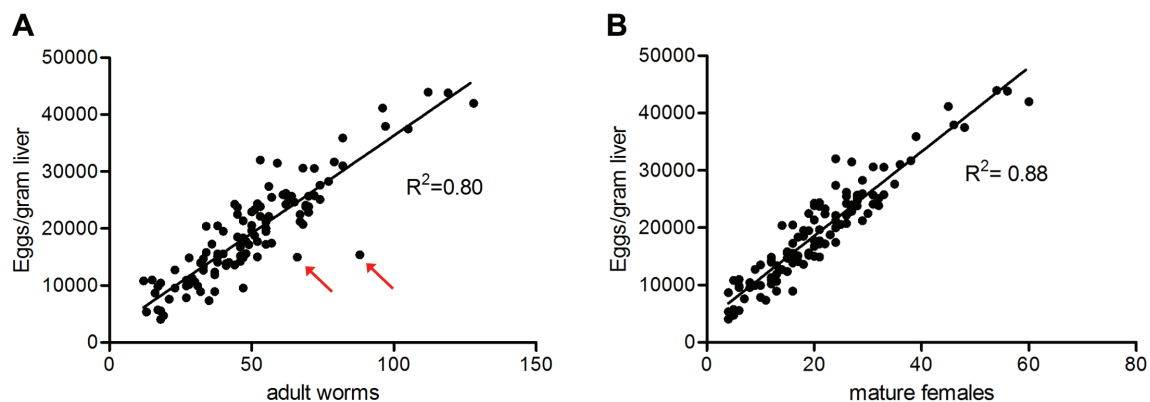 A
Eggs/gram liver
50000
40000
30000
20000
10000
0
R²=0.80
0 50 100 150
adult worms
B
Eggs/gram liver
50000
40000
30000
20000
10000
0
R²= 0.88
0 20 40 60 80
mature females